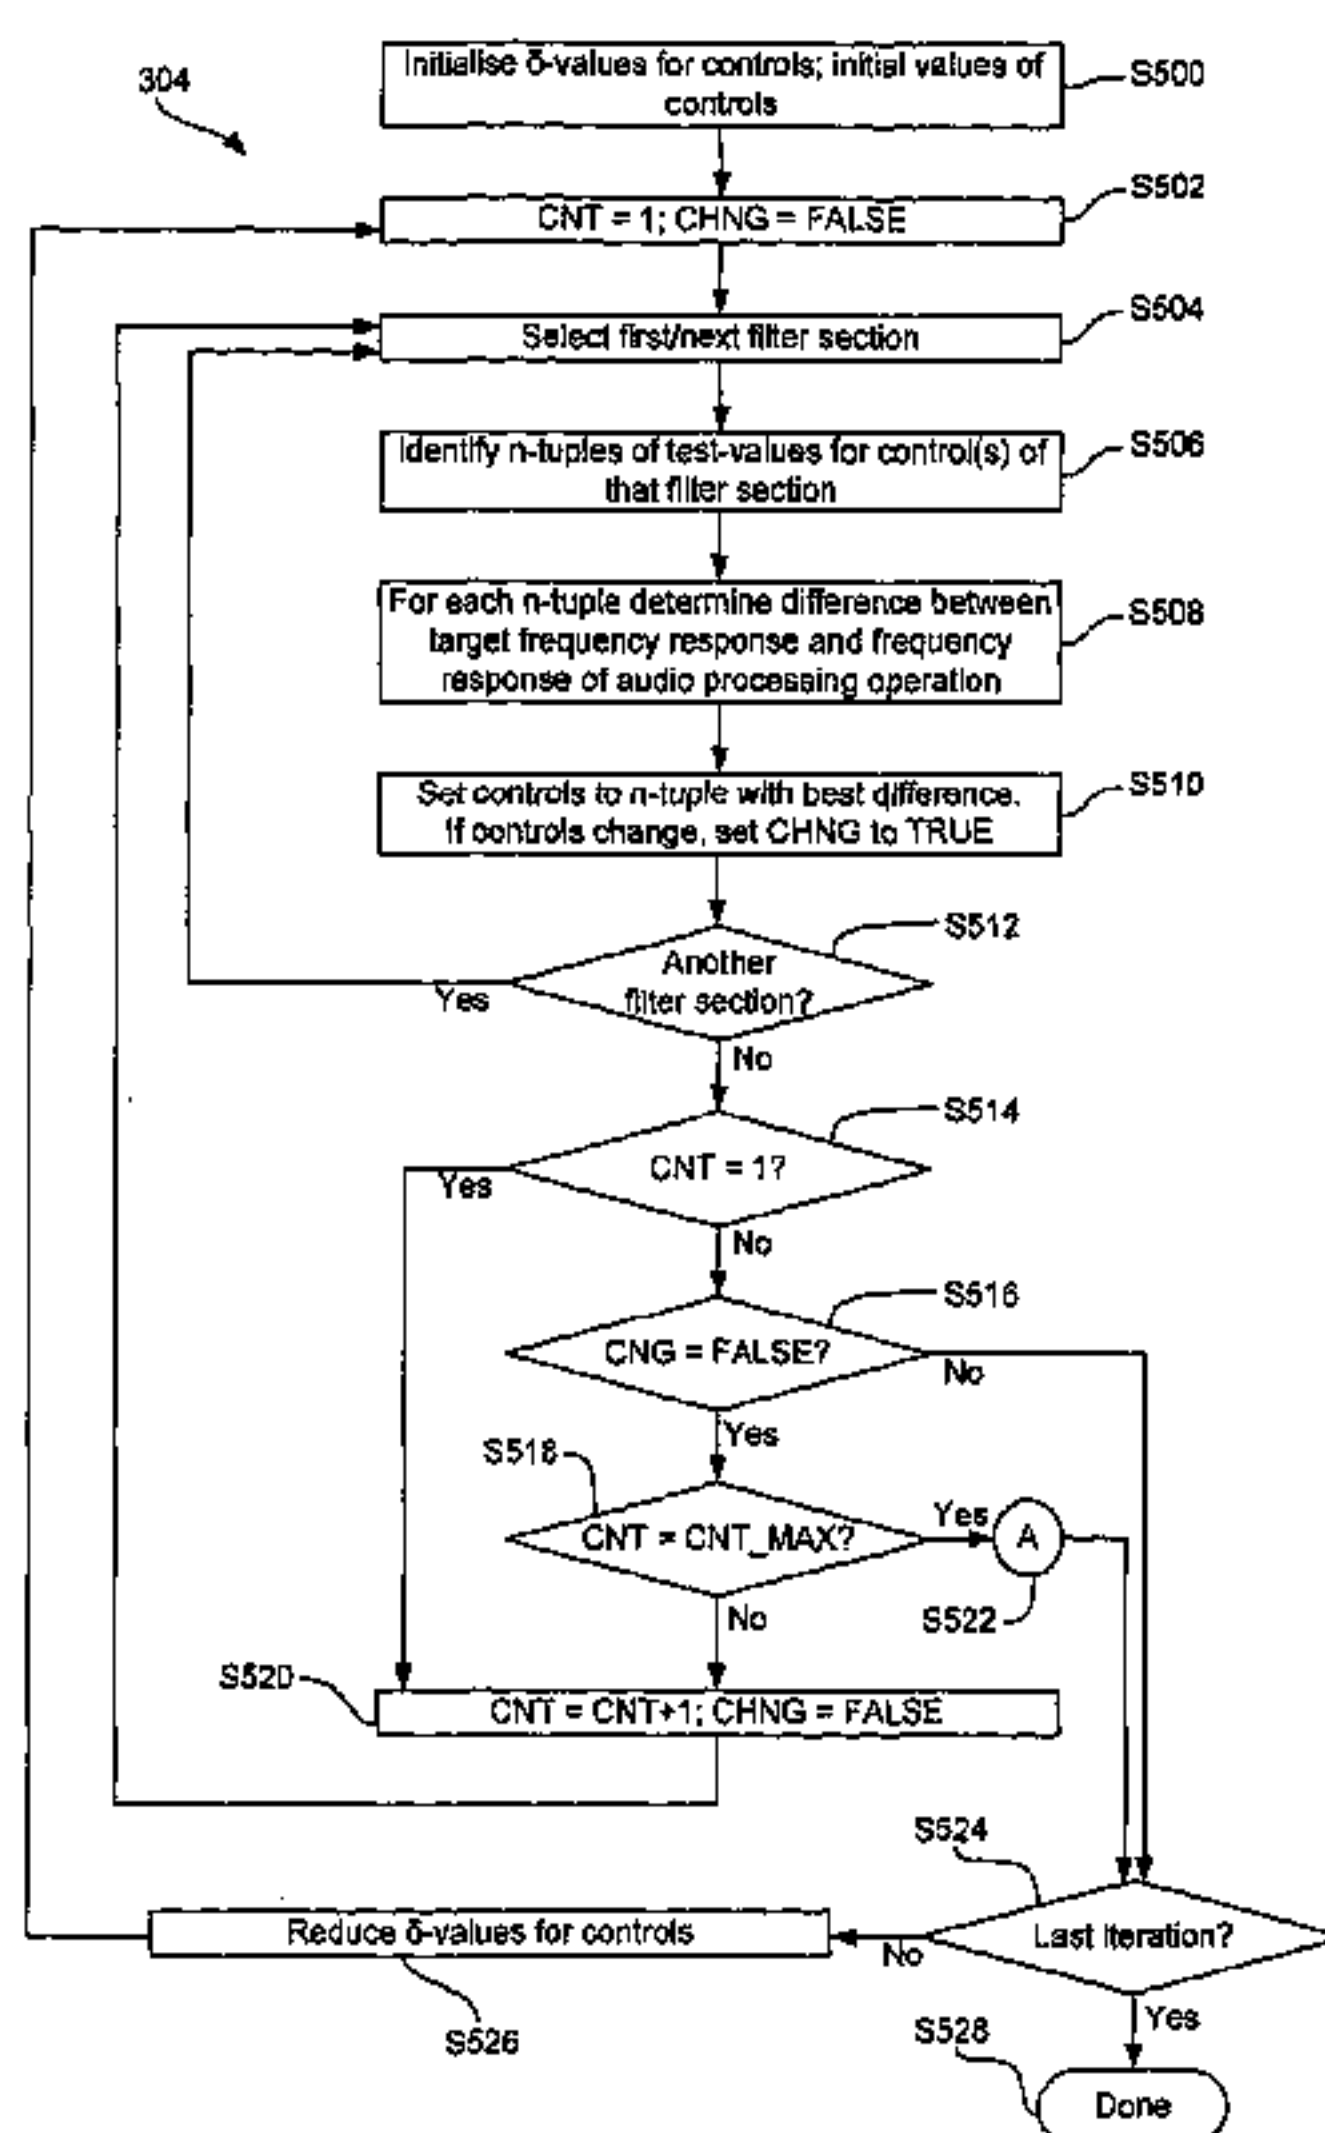 304
Initialise δ-values for controls; initial values of
controls
S500
CNT = 1; CHNG = FALSE
S502
Select first/next filter section
S504
Identify n-tuples of test-values for control(s) of
that filter section
S506
For each n-tuple determine difference between
target frequency response and frequency
response of audio processing operation
S508
Set controls to n-tuple with best difference.
If controls change, set CHNG to TRUE
S510
Another
filter section?
S512
Yes
No
CNT = 1?
S514
Yes
No
CNG = FALSE?
S516
No
Yes
S518
CNT = CNT_MAX?
Yes
A
S522
No
S520
CNT = CNT+1; CHNG = FALSE
S524
Last Iteration?
No
Reduce δ-values for controls
S526
Yes
S528
Done